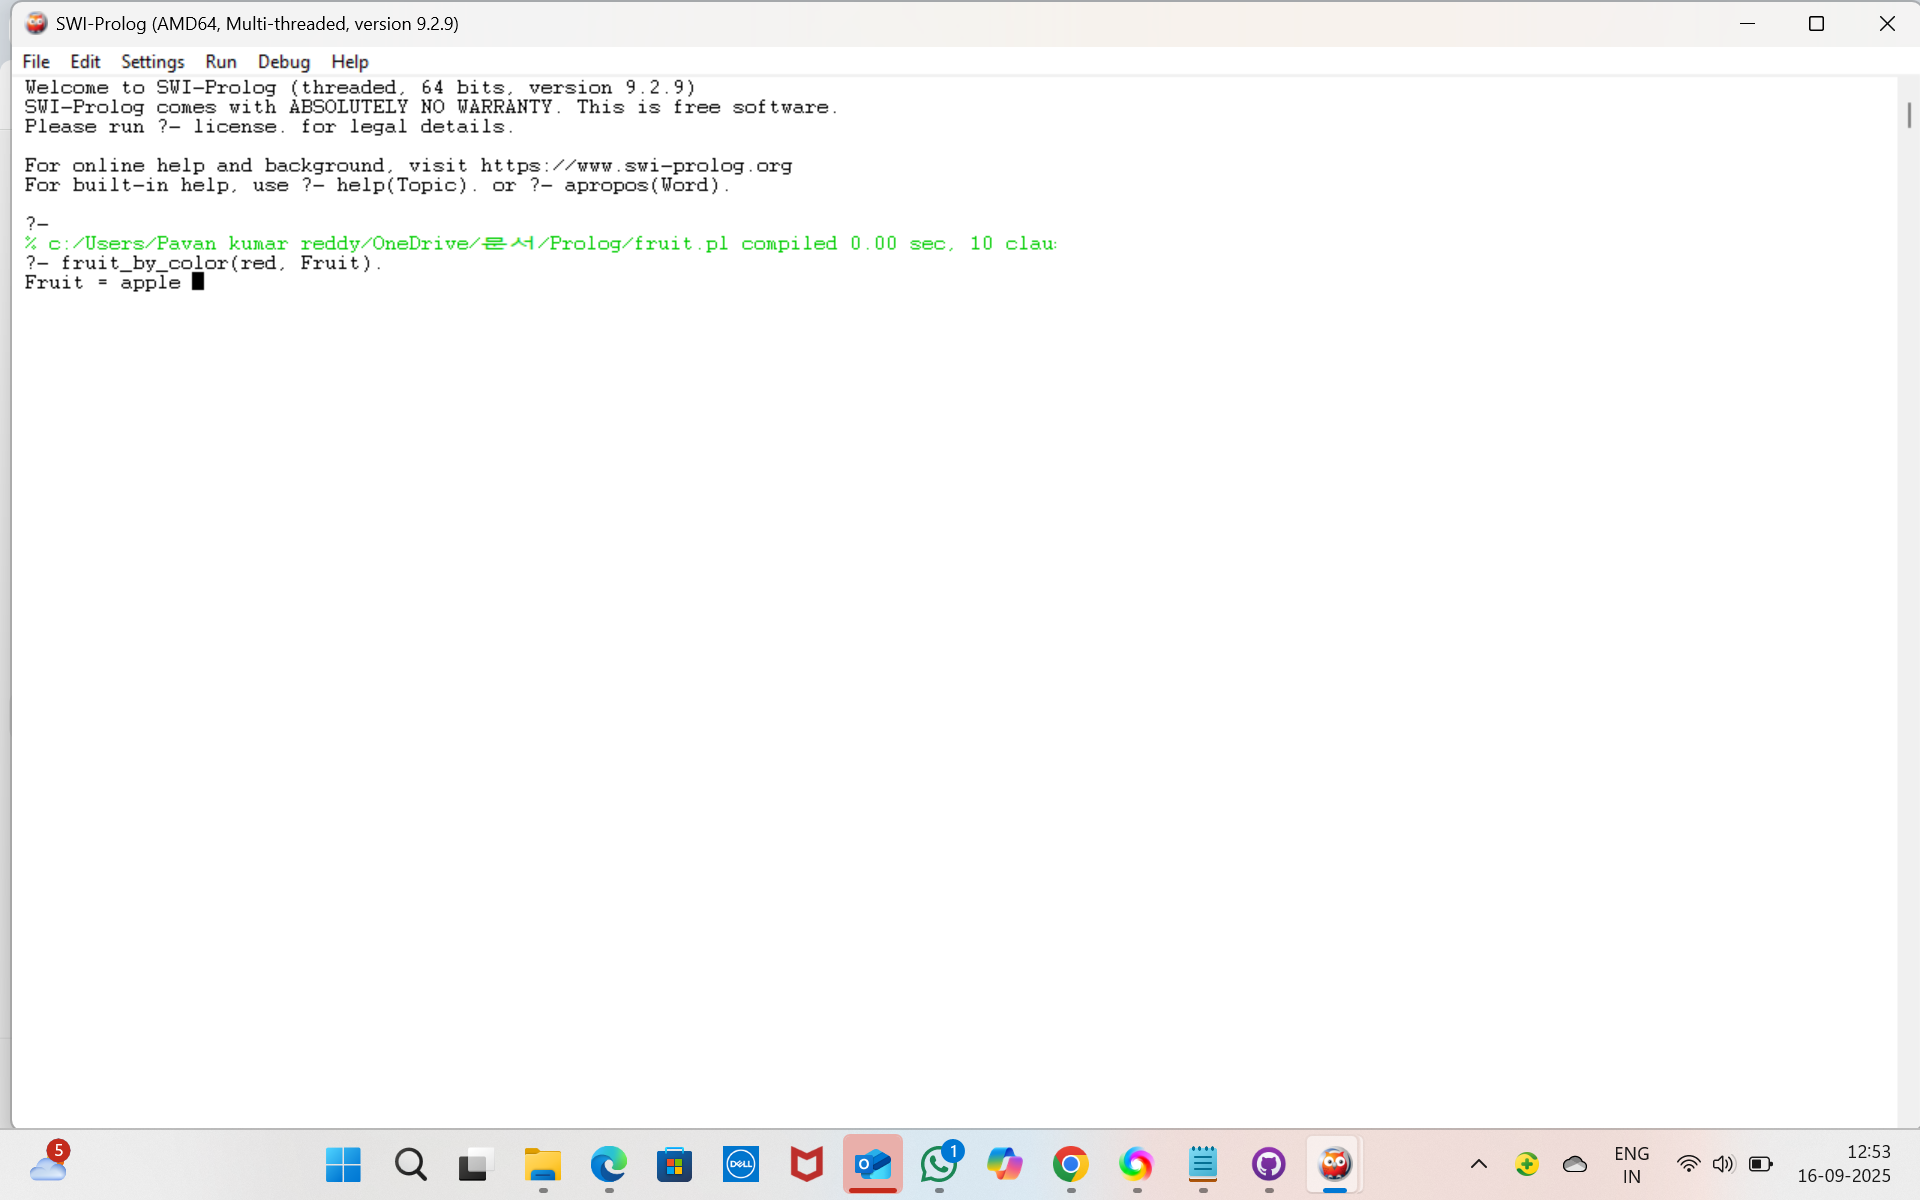 SWI-Prolog (AMD64, Multi-threaded, version 9.2.9)
File Edit Settings Run Debug Help
Welcome to SWI-Prolog (threaded, 64 bits, version 9.2.9)
SWI-Prolog comes with ABSOLUTELY NO WARRANTY. This is free software.
Please run ?- license. for legal details.
For online help and background, visit https://www.swi-prolog.org
For built-in help, use ?- help(Topic). or ?- apropos(Word).
?-
% c:/Users/Pavan kumar reddy/OneDrive/문서/Prolog/fruit.pl compiled 0.00 sec, 10 clau
?- fruit_by_color(red, Fruit).
Fruit = apple
5
DELL
O
1
ENG
IN
12:53
16-09-2025